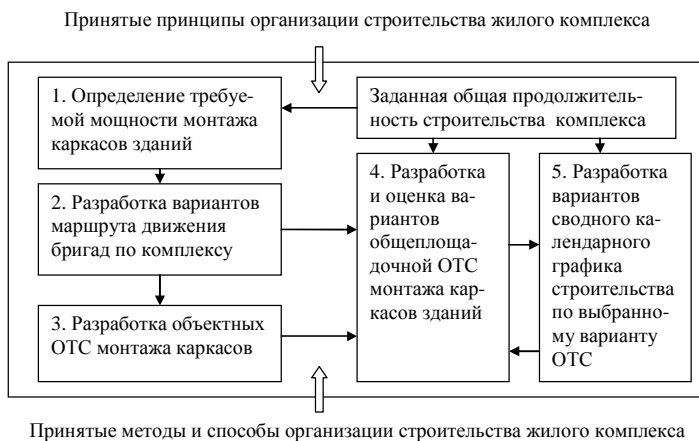 Принятые принципы организации строительства жилого комплекса
1. Определение требуе-
мой мощности монтажа
каркасов зданий
Заданная общая продолжитель-
ность строительства комплекса
2. Разработка вариантов
маршрута движения
бригад по комплексу
3. Разработка объектных
ОТС монтажа каркасов
4. Разработка
и оценка ва-
риантов
общеплоща-
дочной ОТС
монтажа кар-
касов зданий
5. Разработка
вариантов
сводного ка-
лендарного
графика
строительства
по выбранно-
му варианту
ОТС
Принятые методы и способы организации строительства жилого комплекса